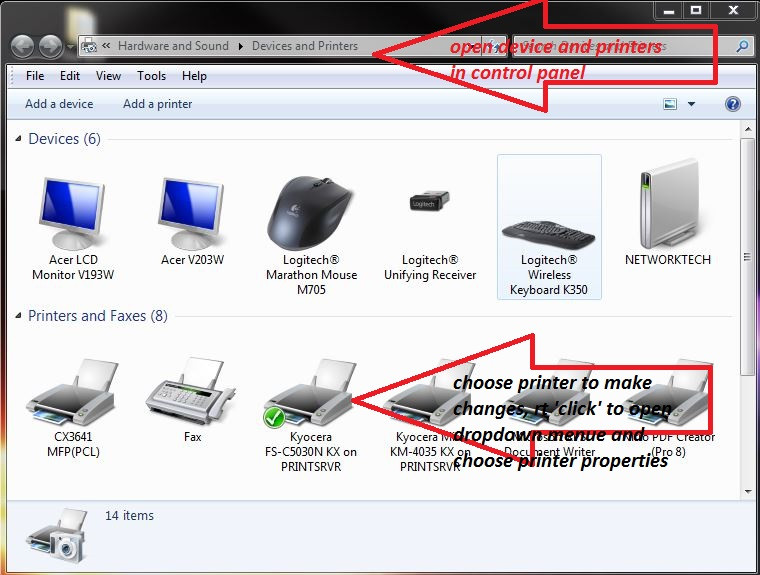 Hardware and Sound Devices and Printers
open device and printers
in control panel
File Edit View Tools Help
Add a device Add a printer
Devices (6)
Acer LCD
Monitor V193W
Acer V203W
Logitech®
Marathon Mouse
M705
Logitech
Logitech®
Unifying Receiver
Logitech®
Wireless
Keyboard K350
NETWORKTECH
Printers and Faxes (8)
CX3641
MFP(PCL)
Fax
Kyocera
FS-C5030N KX on
PRINTSRVR
Kyocera
KM-4035 KX on
PRINTSRVR
Document Writer
PDF Creator
(Pro 8)
choose printer to make
changes, rt 'click' to open
dropdown menue and
choose printer properties
14 items